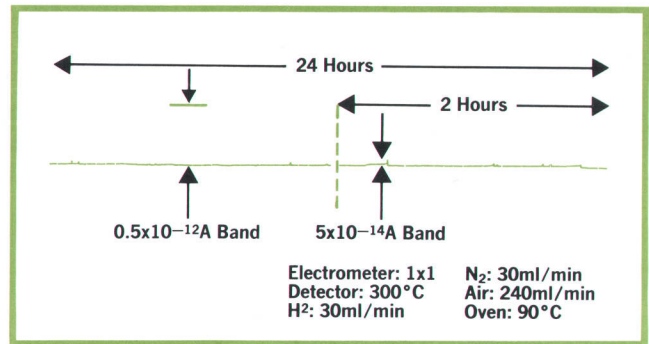 24 Hours
2 Hours
0.5x10⁻¹²A Band
5x10⁻¹⁴A Band
Electrometer: 1x1
Detector: 300°C
H²: 30ml/min
N₂: 30ml/min
Air: 240ml/min
Oven: 90°C